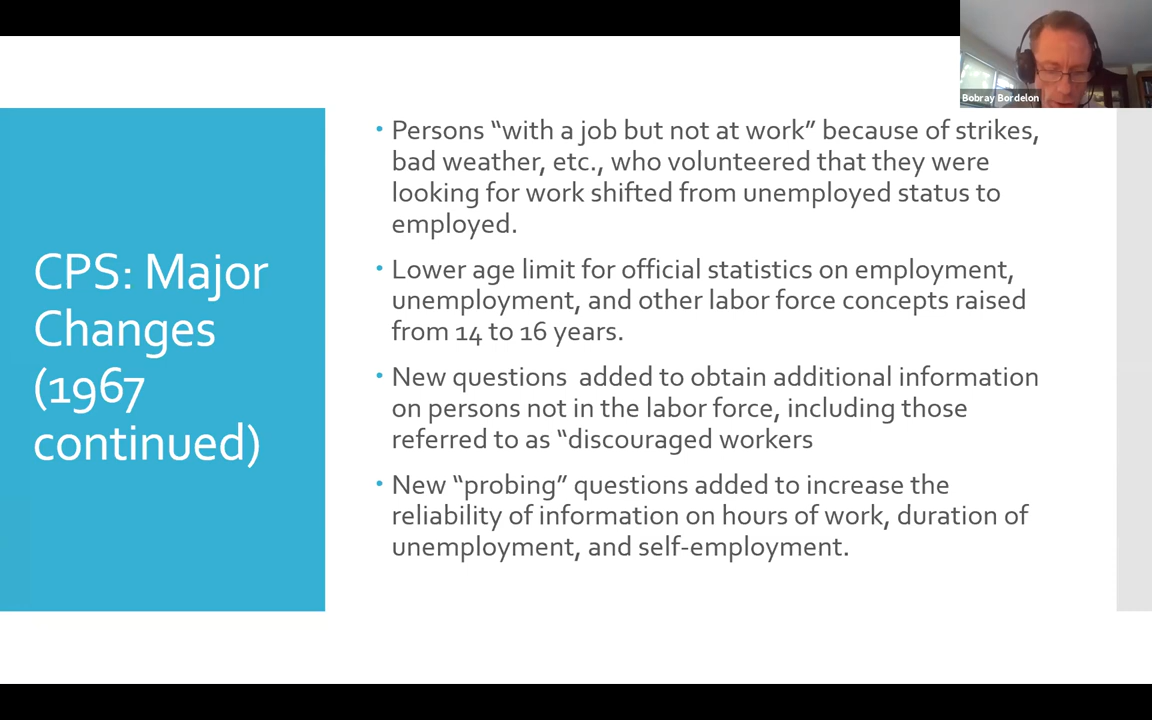 Bobray Bordelon
CPS: Major
Changes
(1967
continued)
• Persons “with a job but not at work” because of strikes,
bad weather, etc., who volunteered that they were
looking for work shifted from unemployed status to
employed.
• Lower age limit for official statistics on employment,
unemployment, and other labor force concepts raised
from 14 to 16 years.
• New questions  added to obtain additional information
on persons not in the labor force, including those
referred to as “discouraged workers
• New “probing” questions added to increase the
reliability of information on hours of work, duration of
unemployment, and self-employment.